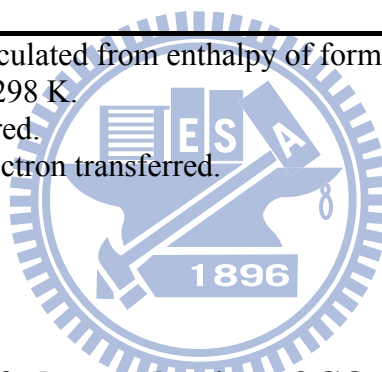 culated from enthalpy of form
298 K.
red.
ctron transferred.
E S A
1896